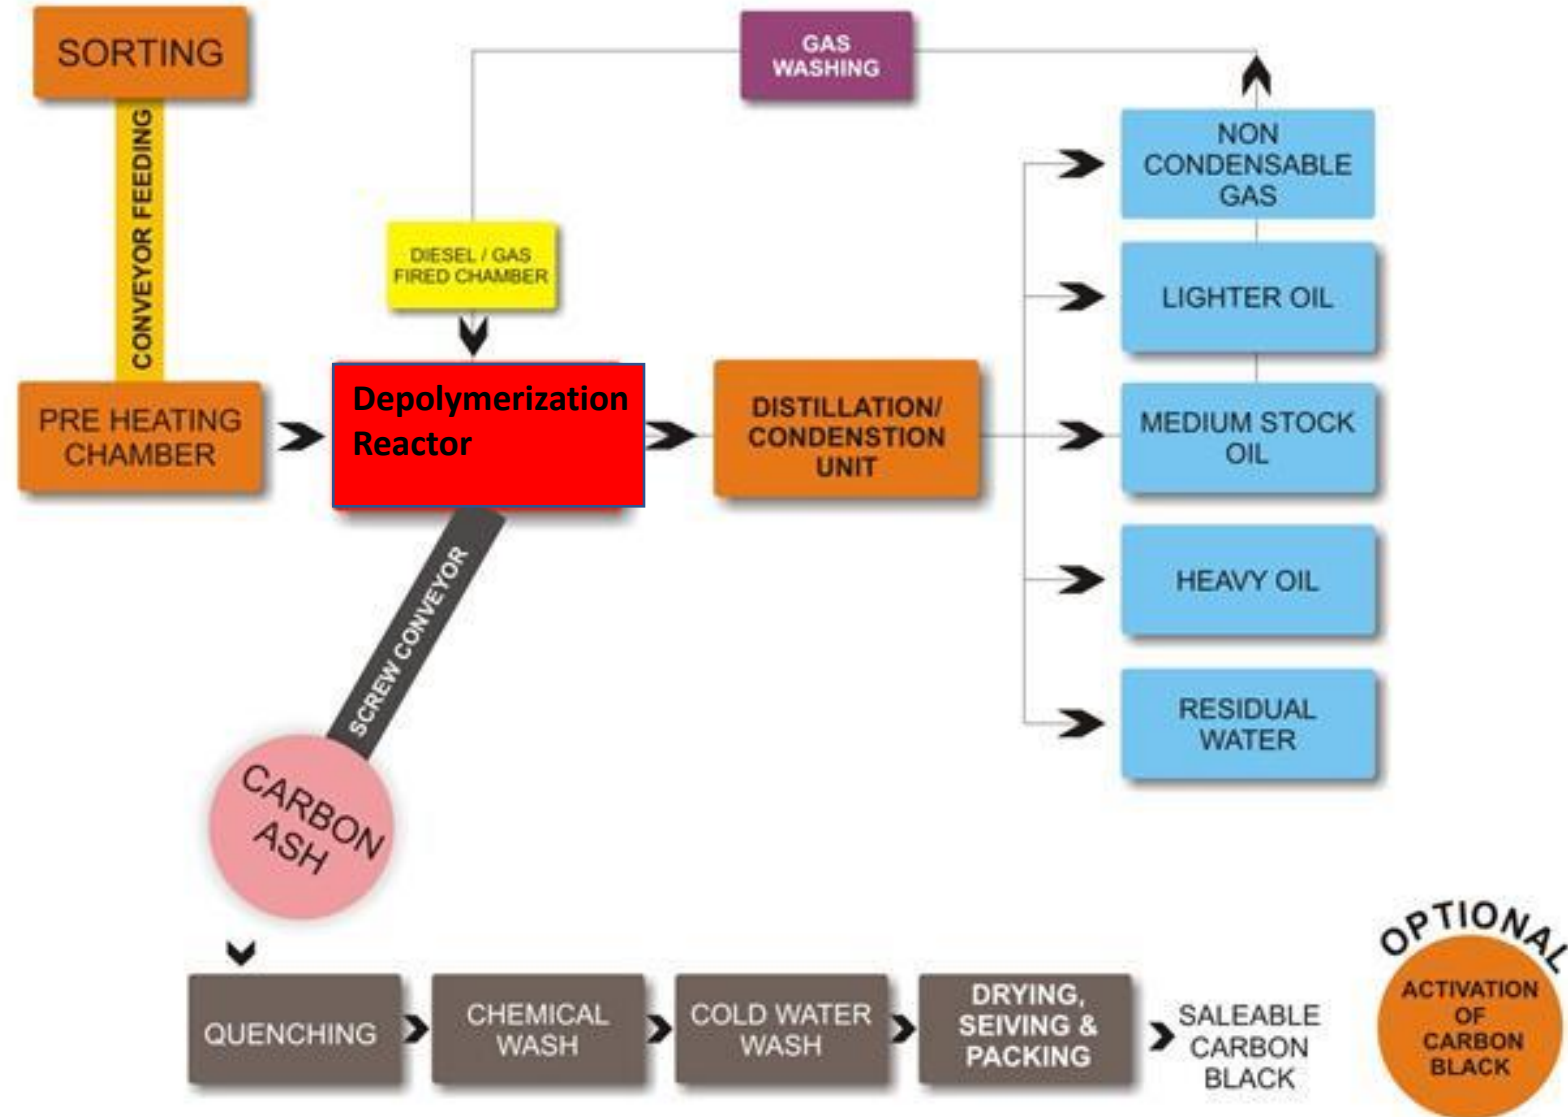 SORTING
CONVEYOR FEEDING
PRE HEATING
CHAMBER
GAS
WASHING
DIESEL / GAS
FIRED CHAMBER
Depolymerization
Reactor
DISTILLATION/
CONDENSTION
UNIT
NON
CONDENSABLE
GAS
LIGHTER OIL
MEDIUM STOCK
OIL
HEAVY OIL
RESIDUAL
WATER
SCREW CONVEYOR
CARBON
ASH
QUENCHING
CHEMICAL
WASH
COLD WATER
WASH
DRYING,
SEIVING &
PACKING
SALEABLE
CARBON
BLACK
OPTIONAL
ACTIVATION
OF
CARBON
BLACK